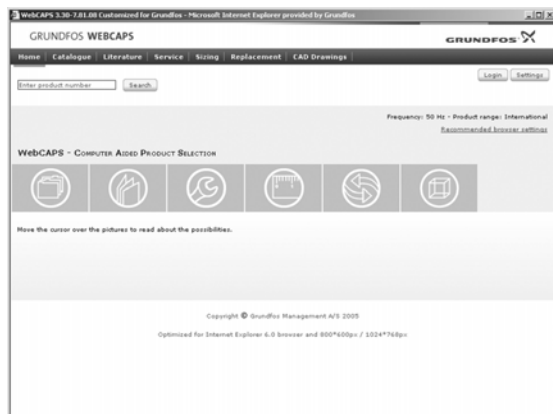 WebCAPS 3.30-7.01.08 Customized for Grundfos - Microsoft Internet Explorer provided by Grundfos
GRUNDFOS WEBCAPS
GRUNDFOS
Home Catalogue Literature Service Sizing Replacement CAD Drawings
Login Settings
Enter product number Search
Frequency: 50 Hz - Product range: International
Recommended browser settings
WebCAPS - Computer Aided Product Selection
Move the cursor over the pictures to read about the possibilities.
Copyright © Grundfos Management A/S 2005
Optimized for Internet Explorer 6.0 browser and 800*600px / 1024*768px